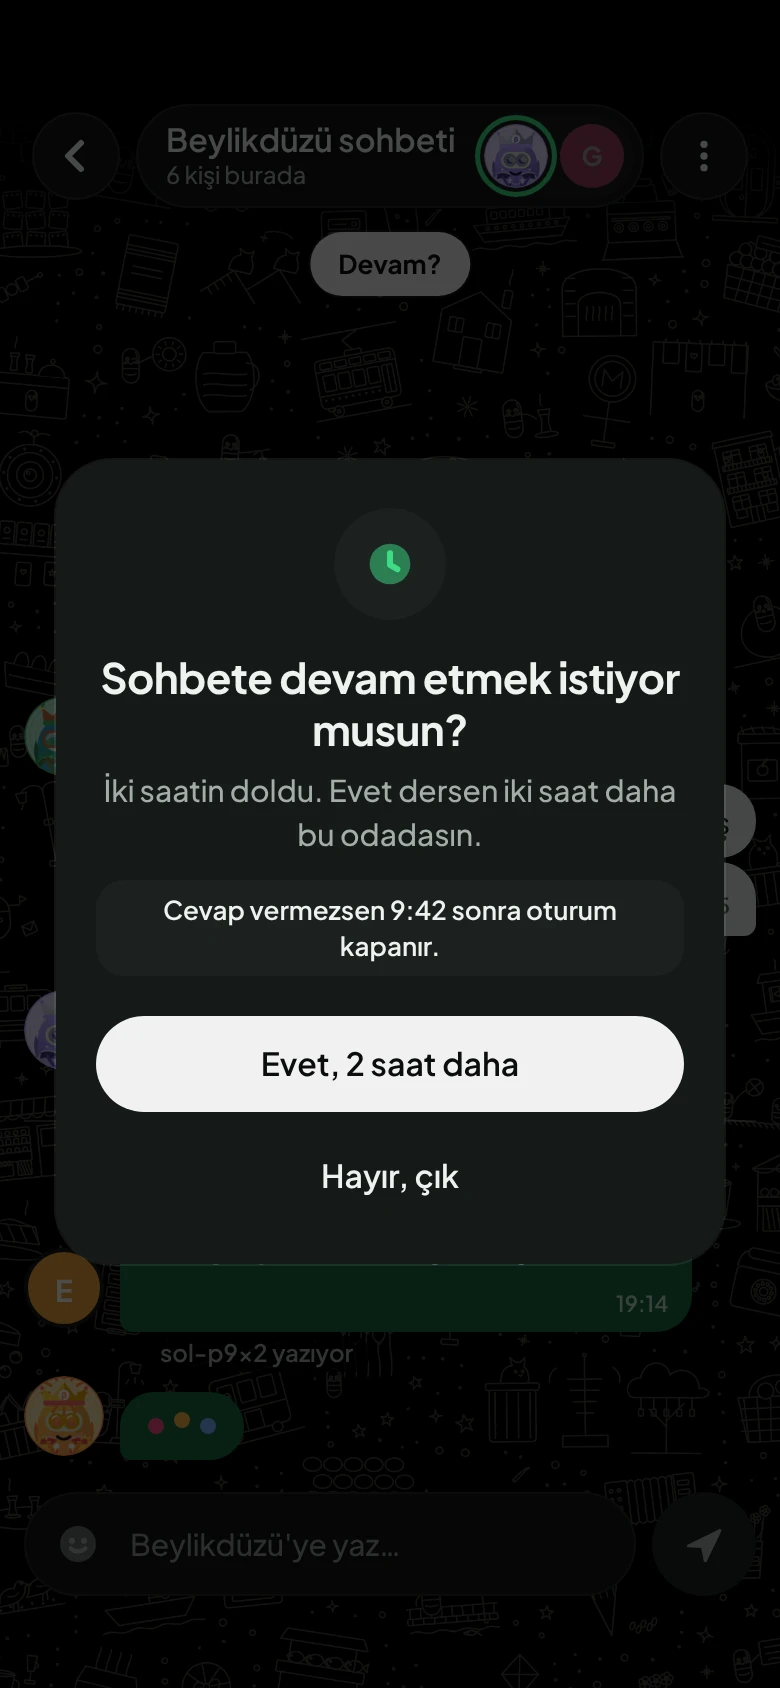 Beylikdüzü sohbeti
6 kişi burada
G
Devam?
Sohbete devam etmek istiyor
musun?
İki saatin doldu. Evet dersen iki saat daha
bu odadasın.
Cevap vermezsen 9:42 sonra oturum
kapanır.
Evet, 2 saat daha
Hayır, çık
E
19:14
sol-p9x2 yazıyor
Beylikdüzü'ye yaz...